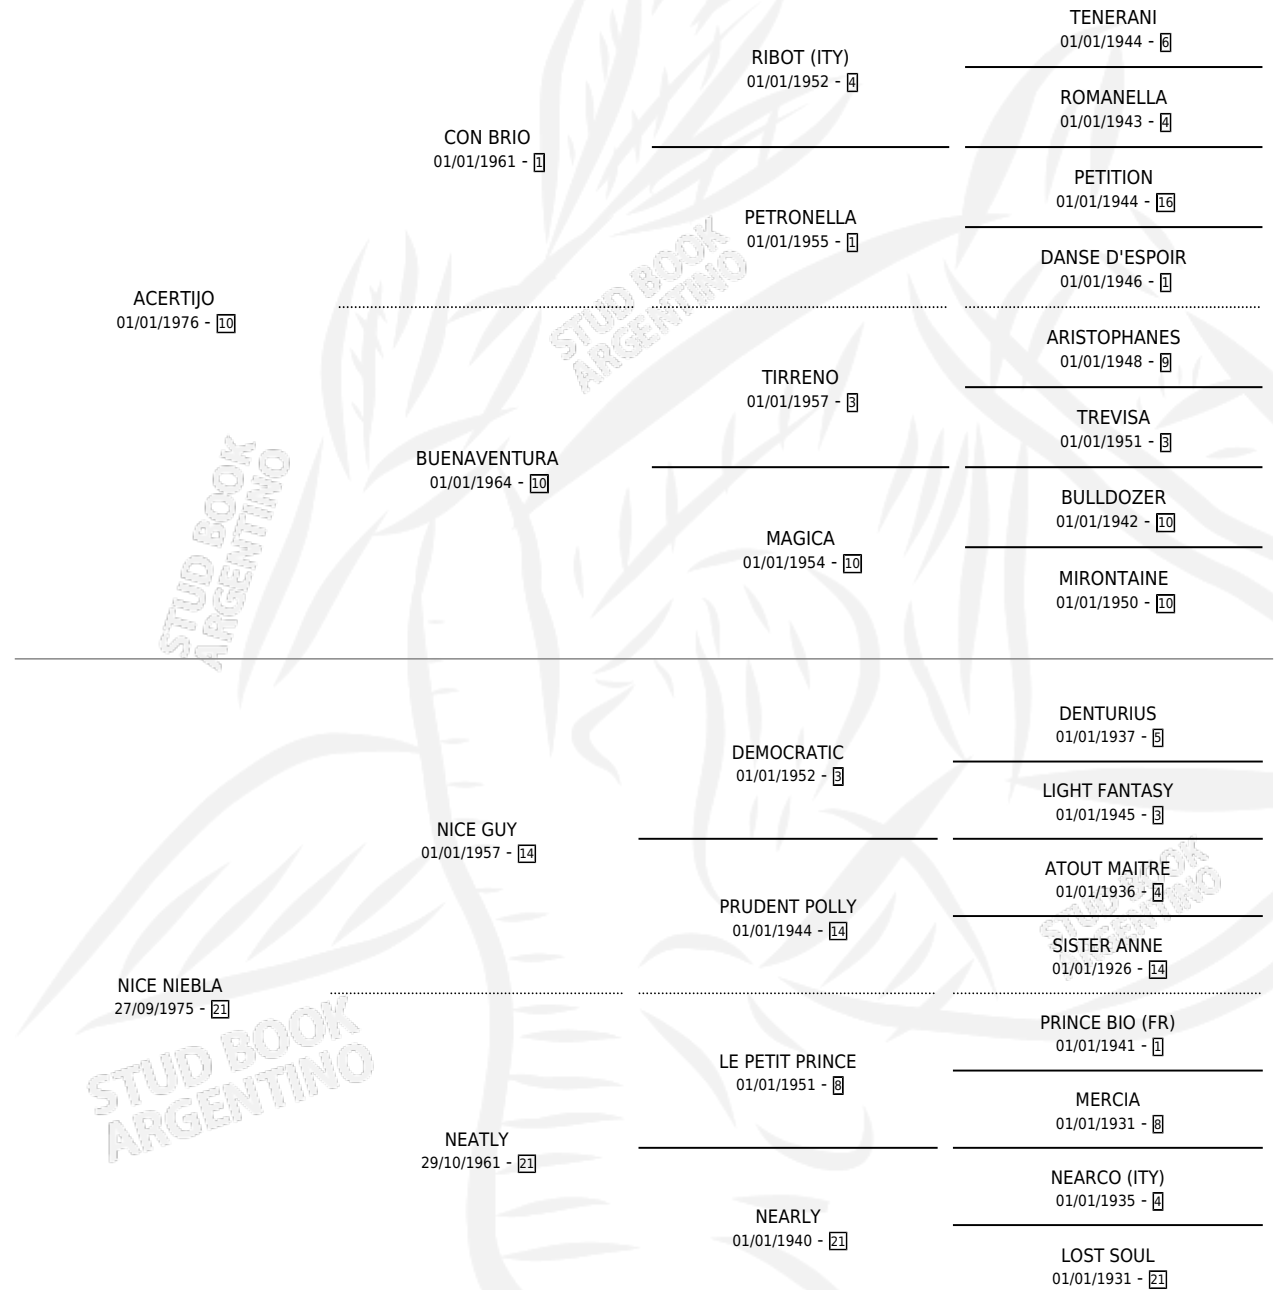 TENERANI
01/01/1944 - 6
RIBOT (ITY)
01/01/1952 - 4
ROMANELLA
01/01/1943 - 4
CON BRIO
01/01/1961 - 1
PETITION
01/01/1944 - 16
PETRONELLA
01/01/1955 - 1
DANSE D'ESPOIR
01/01/1946 - 1
ACERTIJO
01/01/1976 - 10
STUD BOOK
ARGENTINO
ARISTOPHANES
01/01/1948 - 9
TIRRENO
01/01/1957 - 3
TREVISA
01/01/1951 - 3
BUENAVENTURA
01/01/1964 - 10
BULLDOZER
01/01/1942 - 10
MAGICA
01/01/1954 - 10
MIRONTAINE
01/01/1950 - 10
STUD BOOK
ARGENTINO
DENTURIUS
01/01/1937 - 5
DEMOCRATIC
01/01/1952 - 3
LIGHT FANTASY
01/01/1945 - 3
NICE GUY
01/01/1957 - 14
ATOUT MAITRE
01/01/1936 - 4
PRUDENT POLLY
01/01/1944 - 14
STUD BOOK
ARGENTINO
SISTER ANNE
01/01/1926 - 14
NICE NIEBLA
27/09/1975 - 21
PRINCE BIO (FR)
01/01/1941 - 1
STUD BOOK
ARGENTINO
LE PETIT PRINCE
01/01/1951 - 8
MERCIA
01/01/1931 - 8
NEATLY
29/10/1961 - 21
NEARCO (ITY)
01/01/1935 - 4
NEARLY
01/01/1940 - 21
LOST SOUL
01/01/1931 - 21